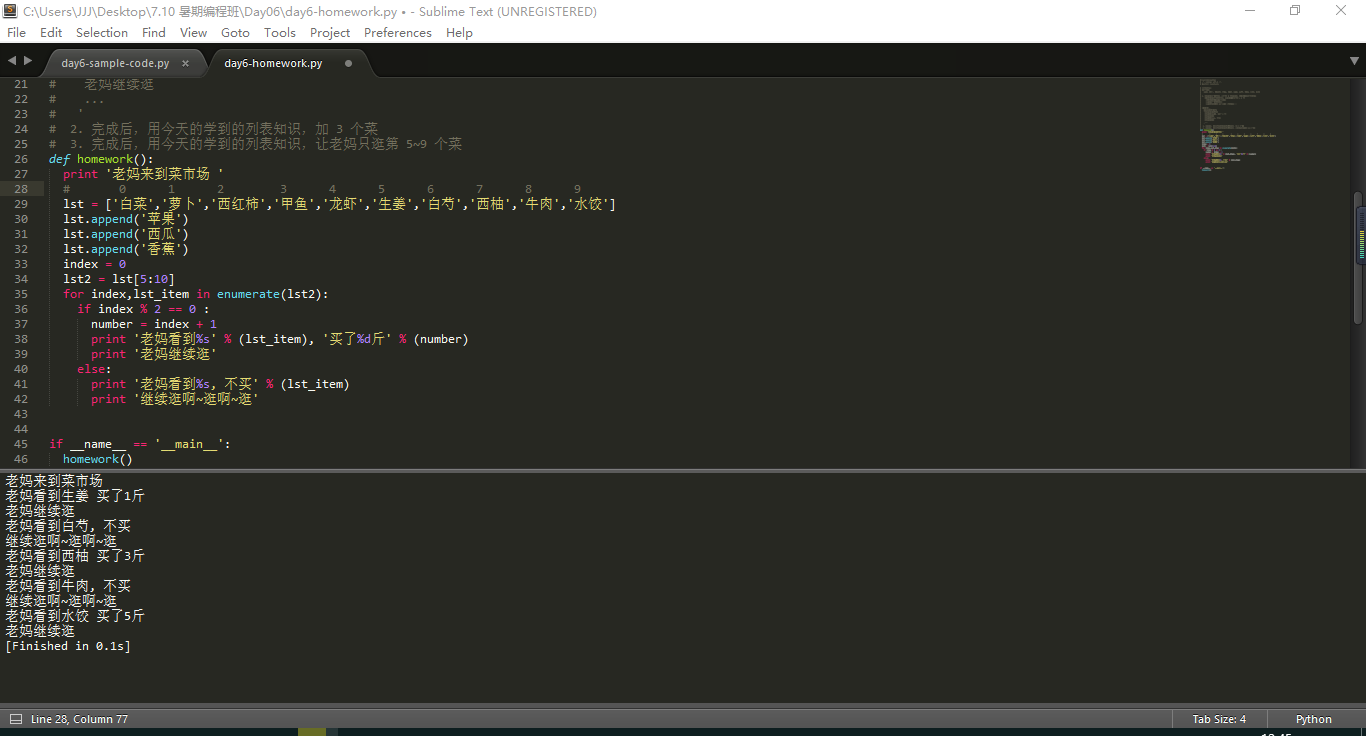 C:\Users\JJJ\Desktop\7.10 暑期编程班\Day06\day6-homework.py • - Sublime Text (UNREGISTERED)
File Edit Selection Find View Goto Tools Project Preferences Help
day6-sample-code.py × day6-homework.py
21 #    老妈继续逛
22 #    ...
23 #   '
24 #  2. 完成后，用今天的学到的列表知识，加 3 个菜
25 #  3. 完成后，用今天的学到的列表知识，让老妈只逛第 5~9 个菜
26 def homework():
27   print '老妈来到菜市场 '
28   #       0      1      2        3      4      5      6      7      8      9
29   lst = ['白菜','萝卜','西红柿','甲鱼','龙虾','生姜','白芍','西柚','牛肉','水饺']
30   lst.append('苹果')
31   lst.append('西瓜')
32   lst.append('香蕉')
33   index = 0
34   lst2 = lst[5:10]
35   for index,lst_item in enumerate(lst2):
36     if index % 2 == 0 :
37       number = index + 1
38       print '老妈看到%s' % (lst_item), '买了%d斤' % (number)
39       print '老妈继续逛'
40     else:
41       print '老妈看到%s, 不买' % (lst_item)
42       print '继续逛啊~逛啊~逛'
43
44
45 if __name__ == '__main__':
46   homework()
老妈来到菜市场
老妈看到生姜 买了1斤
老妈继续逛
老妈看到白芍, 不买
继续逛啊~逛啊~逛
老妈看到西柚 买了3斤
老妈继续逛
老妈看到牛肉, 不买
继续逛啊~逛啊~逛
老妈看到水饺 买了5斤
老妈继续逛
[Finished in 0.1s]
Line 28, Column 77 Tab Size: 4 Python